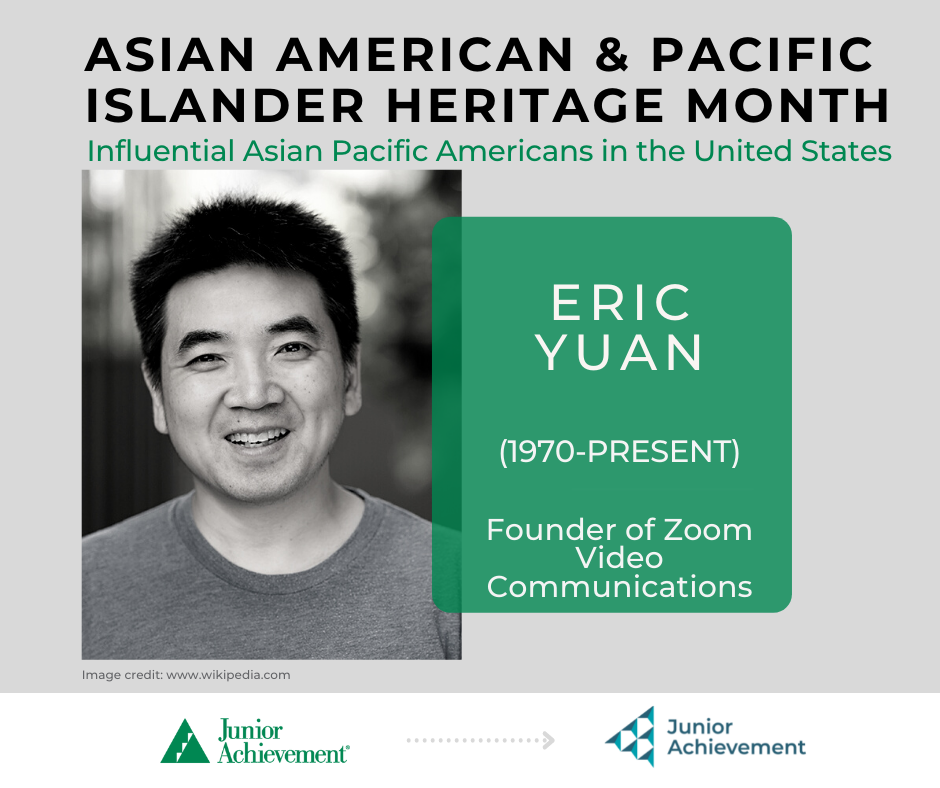 ASIAN AMERICAN & PACIFIC
ISLANDER HERITAGE MONTH
Influential Asian Pacific Americans in the United States
ERIC
YUAN
(1970-PRESENT)
Founder of Zoom
Video
Communications
Image credit: www.wikipedia.com
Junior
Achievement®
Junior
Achievement